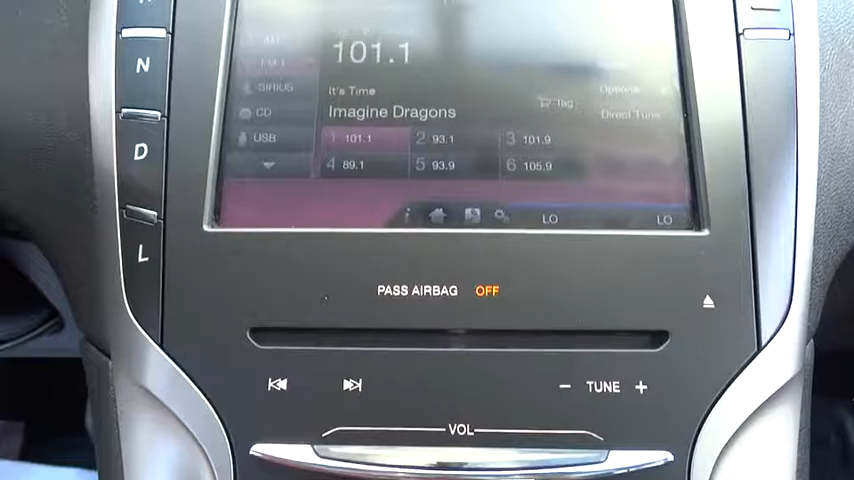 N
D
L
101.1
AM
FM 1
SIRIUS
CD
USB
It's Time
Imagine Dragons
Tag
Options
Direct Tune
1 101.1 2 93.1 3 101.9
4 89.1 5 93.9 6 105.9
LO LO
PASS AIRBAG OFF
- TUNE +
VOL